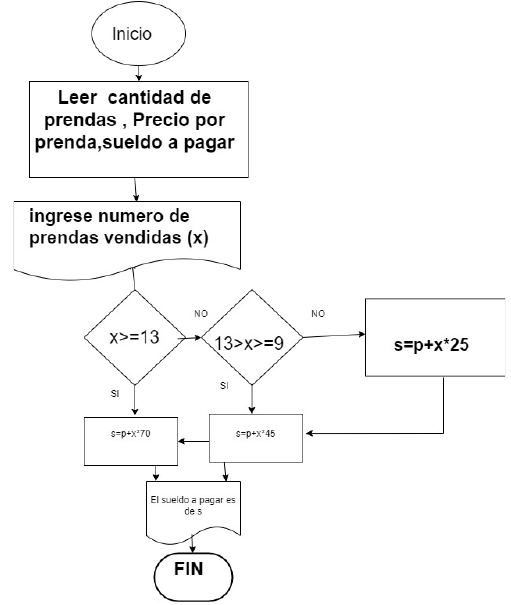 Inicio
Leer cantidad de
prendas , Precio por
prenda,sueldo a pagar
ingrese numero de
prendas vendidas (x)
x>=13
NO
13>x>=9
NO
s=p+x*25
SI
SI
s=p+x*70
s=p+x*45
El sueldo a pagar es
de s
FIN